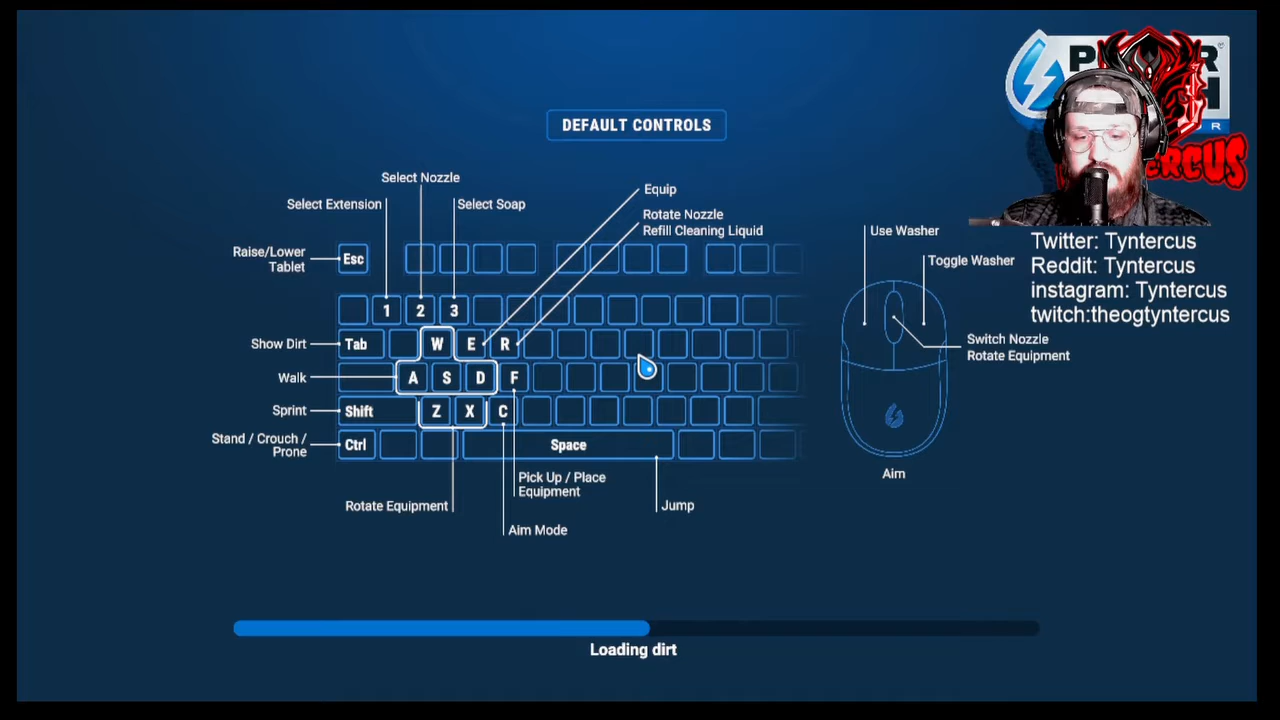 DEFAULT CONTROLS
Select Nozzle
Select Extension
Select Soap
Equip
Rotate Nozzle
Refill Cleaning Liquid
Raise/Lower
Tablet
Esc
1
2
3
Show Dirt
Tab
W
E
R
Walk
A
S
D
F
Sprint
Shift
Z
X
C
Stand / Crouch /
Prone
Ctrl
Space
Rotate Equipment
Pick Up / Place
Equipment
Aim Mode
Jump
Use Washer
Toggle Washer
Switch Nozzle
Rotate Equipment
Aim
Twitter: Tyntercus
Reddit: Tyntercus
instagram: Tyntercus
twitch:theogtyntercus
Loading dirt